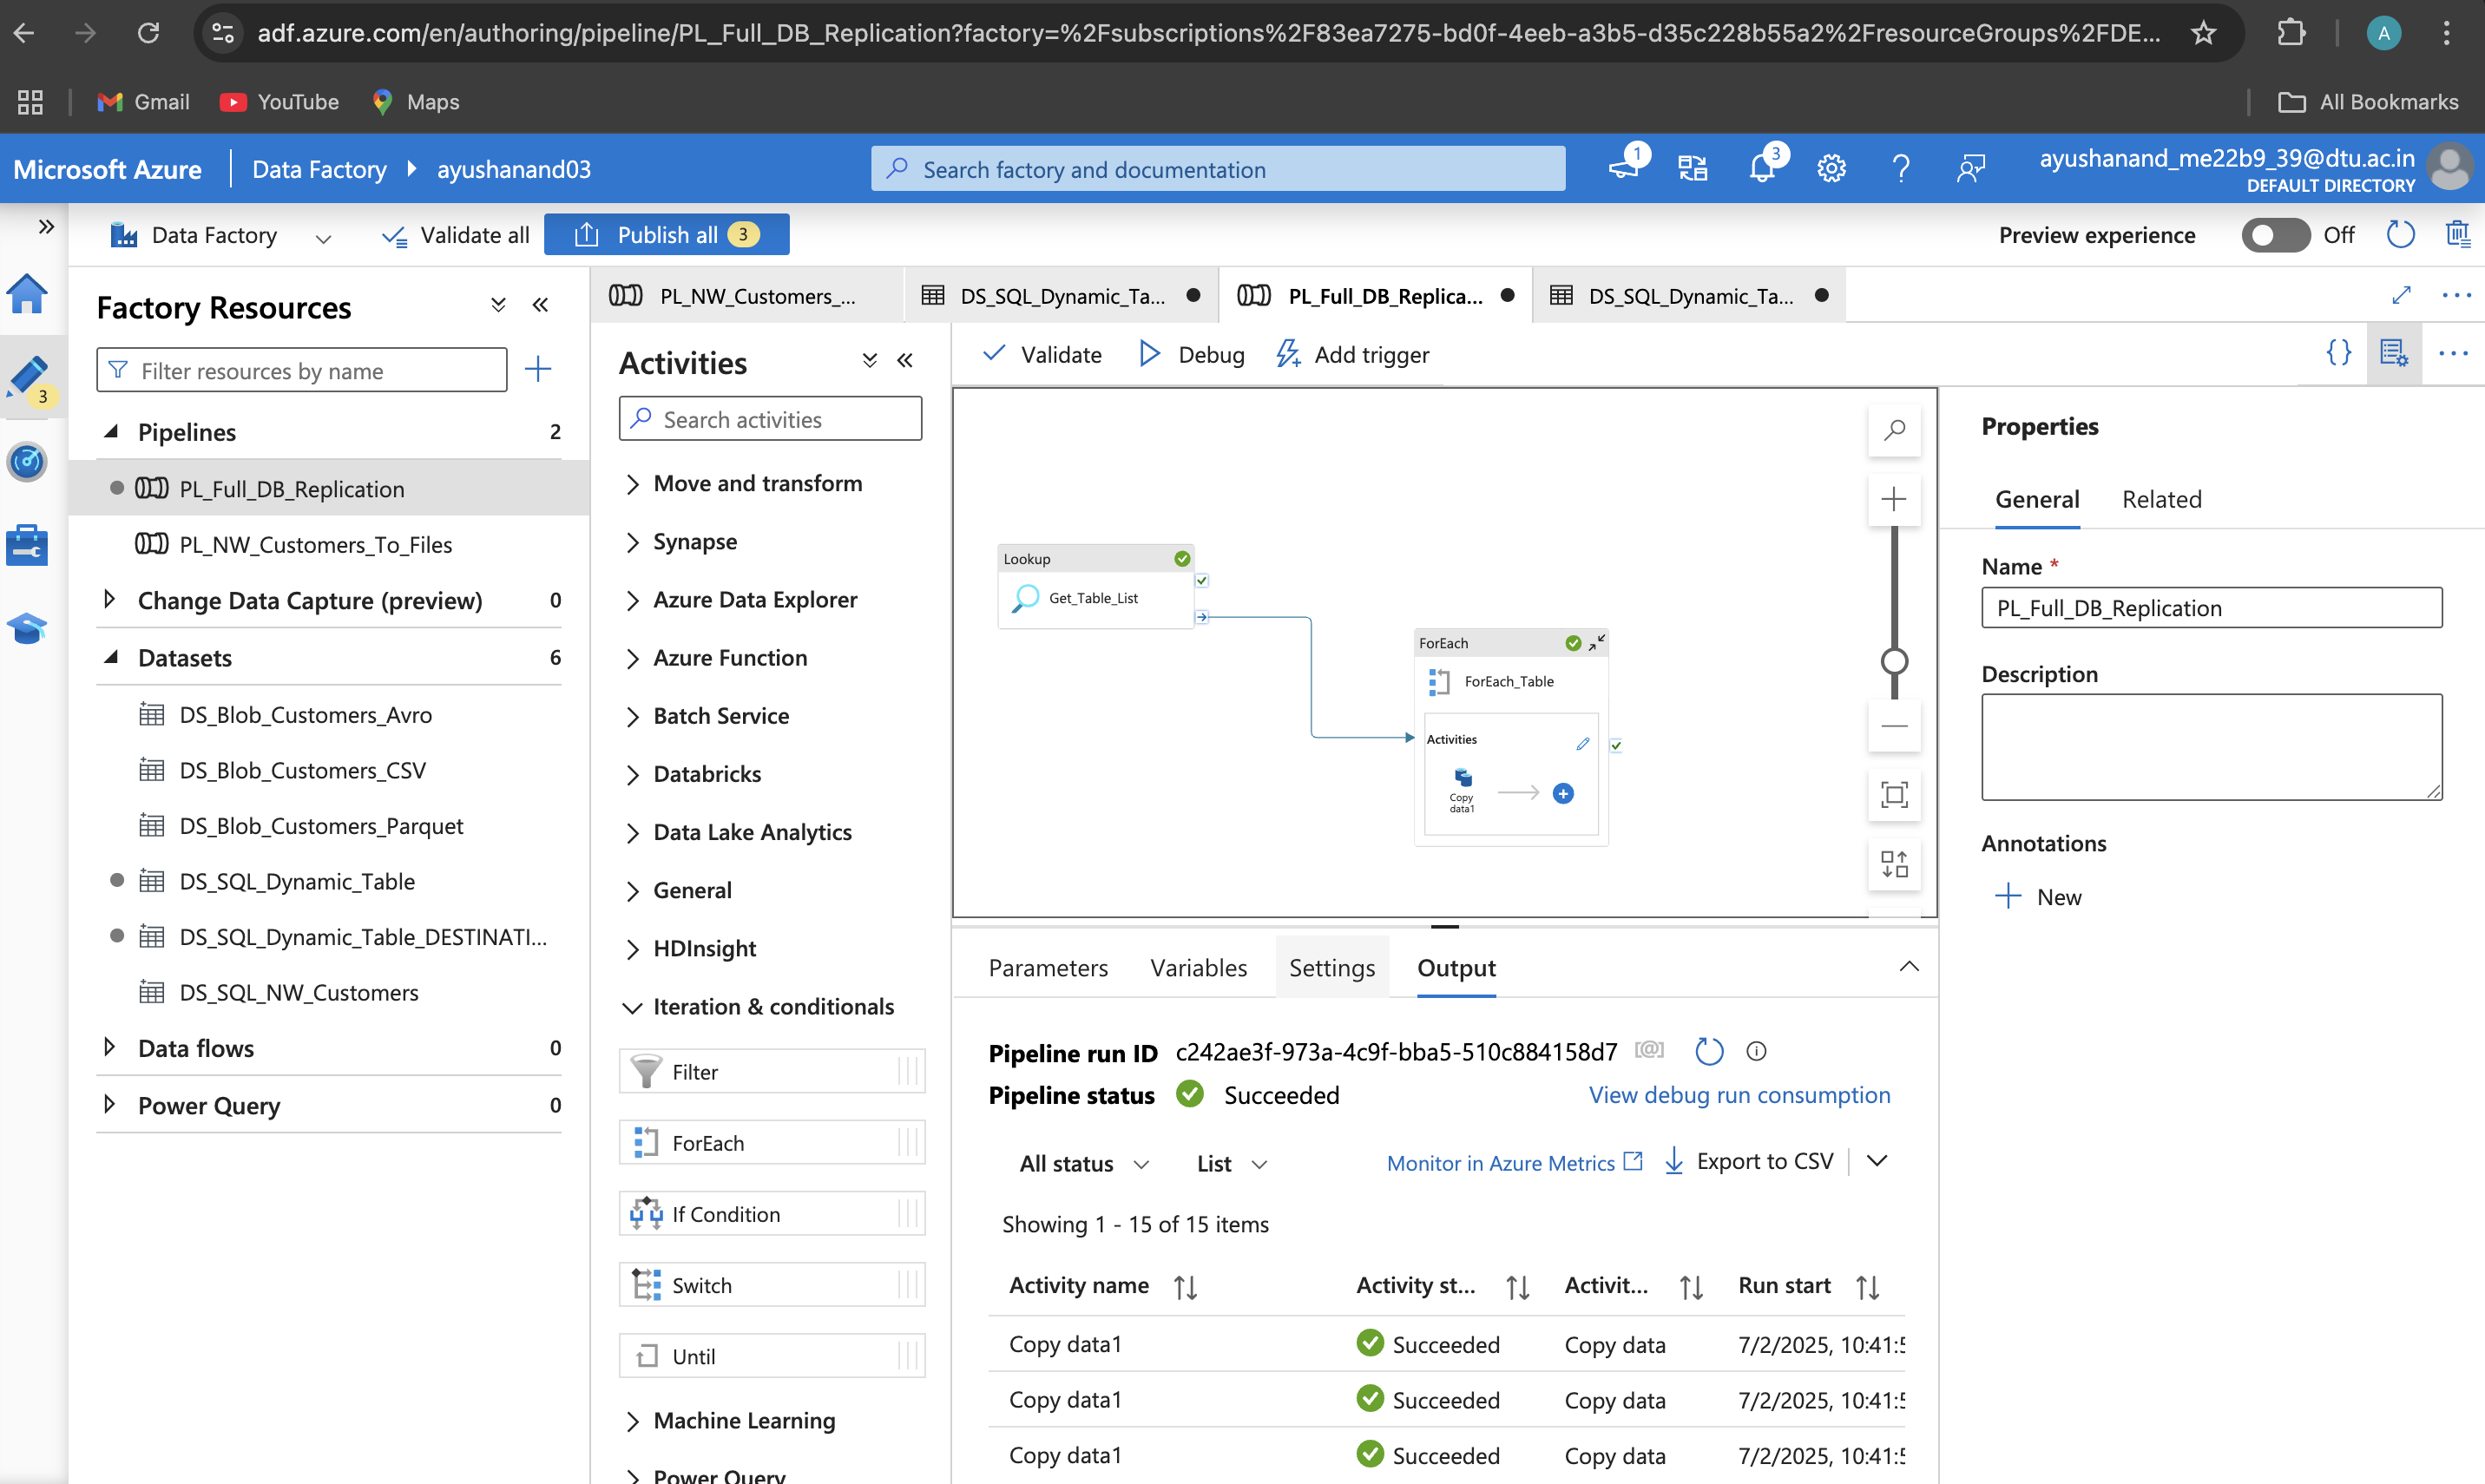 adf.azure.com/en/authoring/pipeline/PL_Full_DB_Replication?factory=%2Fsubscriptions%2F83ea7275-bd0f-4eeb-a3b5-d35c228b55a2%2FresourceGroups%2FDE...
A
Gmail
YouTube
Maps
All Bookmarks
Microsoft Azure
Data Factory
ayushanand03
Search factory and documentation
1
3
ayushanand_me22b9_39@dtu.ac.in
DEFAULT DIRECTORY
Data Factory
Validate all
Publish all 3
Preview experience
Off
3
Factory Resources
Filter resources by name
Pipelines 2
PL_Full_DB_Replication
PL_NW_Customers_To_Files
Change Data Capture (preview) 0
Datasets 6
DS_Blob_Customers_Avro
DS_Blob_Customers_CSV
DS_Blob_Customers_Parquet
DS_SQL_Dynamic_Table
DS_SQL_Dynamic_Table_DESTINATI...
DS_SQL_NW_Customers
Data flows 0
Power Query 0
PL_NW_Customers_...
DS_SQL_Dynamic_Ta...
PL_Full_DB_Replica...
DS_SQL_Dynamic_Ta...
Activities
Search activities
Move and transform
Synapse
Azure Data Explorer
Azure Function
Batch Service
Databricks
Data Lake Analytics
General
HDInsight
Iteration & conditionals
Filter
ForEach
If Condition
Switch
Until
Machine Learning
Power Query
Validate
Debug
Add trigger
{}
Lookup
Get_Table_List
ForEach
ForEach_Table
Activities
Copy
data1
Parameters
Variables
Settings
Output
Pipeline run ID c242ae3f-973a-4c9f-bba5-510c884158d7 [@]
Pipeline status Succeeded
View debug run consumption
All status
List
Monitor in Azure Metrics
Export to CSV
Showing 1 - 15 of 15 items
Activity name Activity st... Activit... Run start
Copy data1 Succeeded Copy data 7/2/2025, 10:41:5
Copy data1 Succeeded Copy data 7/2/2025, 10:41:5
Copy data1 Succeeded Copy data 7/2/2025, 10:41:5
Properties
General
Related
Name *
PL_Full_DB_Replication
Description
Annotations
New